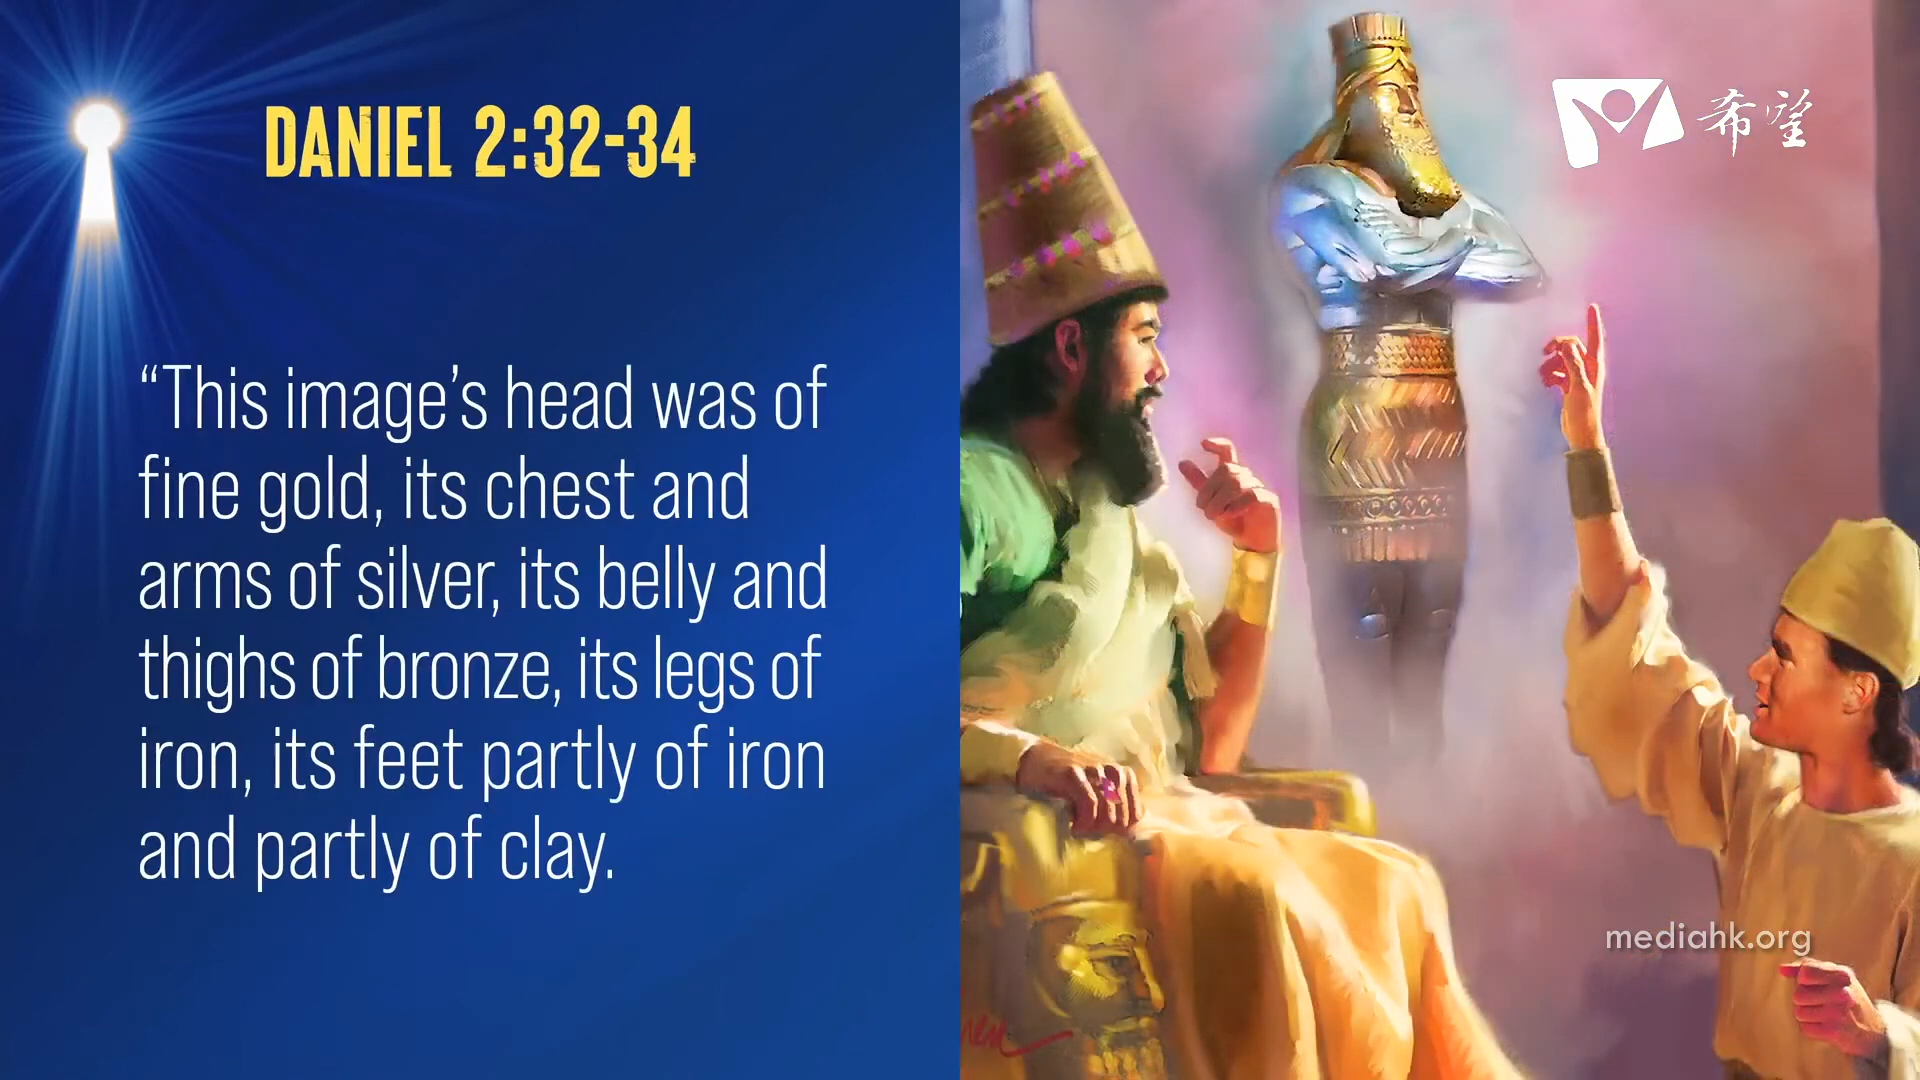 DANIEL 2:32-34
“This image’s head was of
fine gold, its chest and
arms of silver, its belly and
thighs of bronze, its legs of
iron, its feet partly of iron
and partly of clay.
希望
mediahk.org